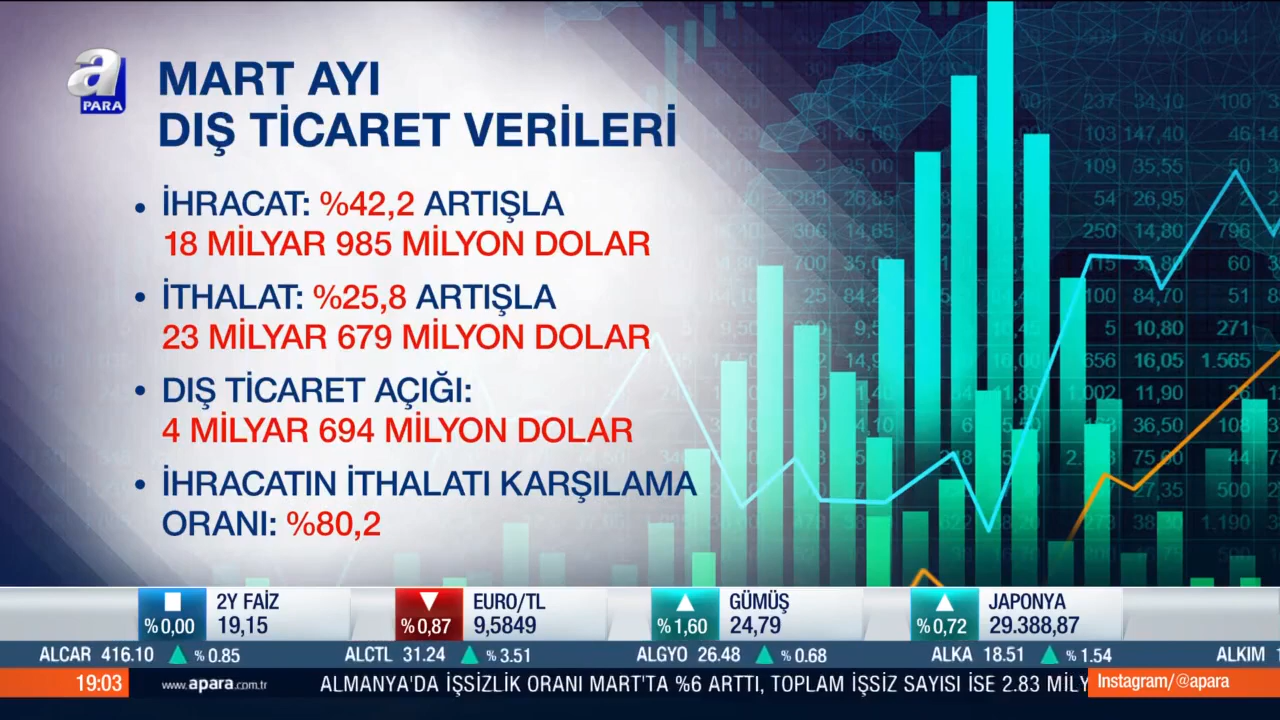 a
PARA
MART AYI
DIŞ TİCARET VERİLERİ
• İHRACAT: %42,2 ARTIŞLA
18 MİLYAR 985 MİLYON DOLAR
• İTHALAT: %25,8 ARTIŞLA
23 MİLYAR 679 MİLYON DOLAR
• DIŞ TİCARET AÇIĞI:
4 MİLYAR 694 MİLYON DOLAR
• İHRACATIN İTHALATI KARŞILAMA
ORANI: %80,2
%0,00 2Y FAİZ 19,15
%0,87 EURO/TL 9,5849
%1,60 GÜMÜŞ 24,79
%0,72 JAPONYA 29.388,87
ALCAR 416.10 % 0.85 ALCTL 31.24 % 3.51 ALGYO 26.48 % 0.68 ALKA 18.51 % 1.54 ALKIM
19:03 www.apara.com.tr ALMANYA'DA İŞSİZLİK ORANI MART'TA %6 ARTTI, TOPLAM İŞSİZ SAYISI İSE 2.83 MİLY Instagram/@apara